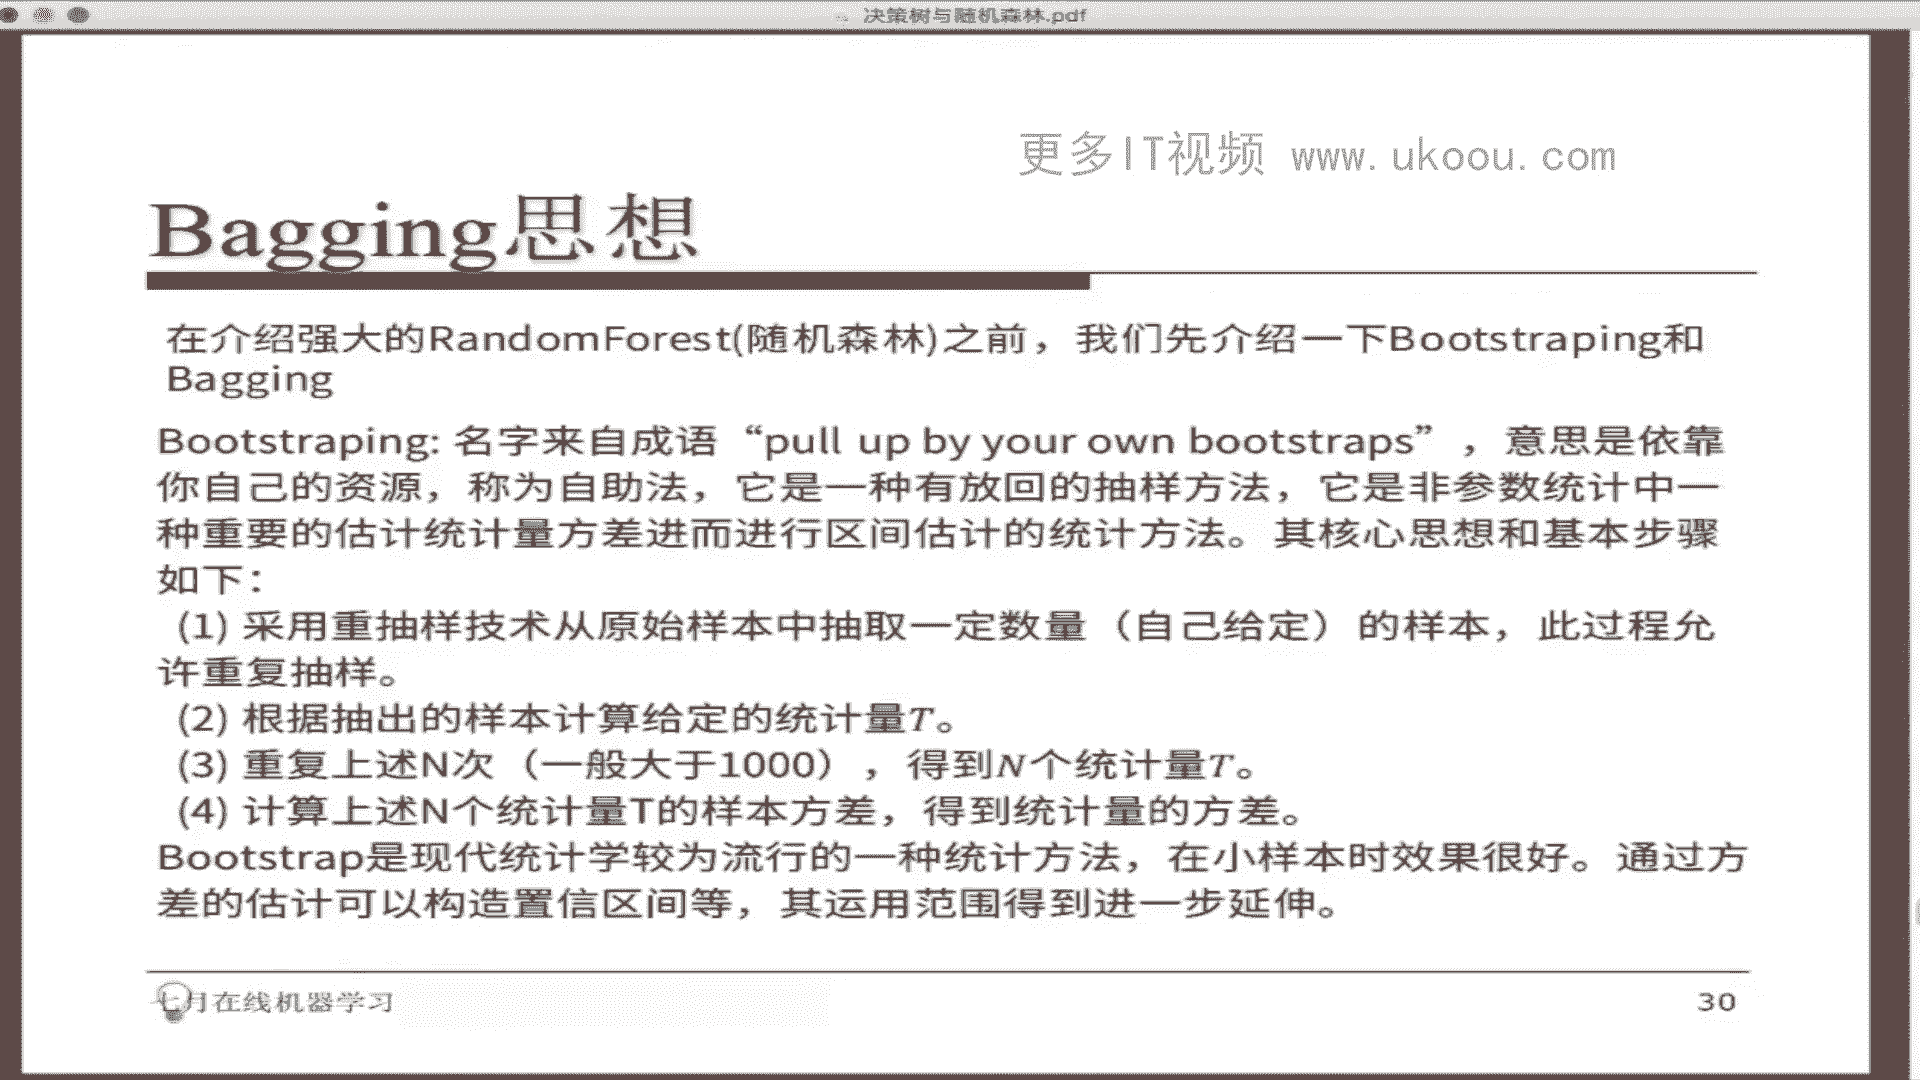 决策树与随机森林.pdf
更多IT视频 www.ukoou.com
Bagging思想
在介绍强大的RandomForest(随机森林)之前，我们先介绍一下Bootstraping和
Bagging
Bootstraping: 名字来自成语“pull up by your own bootstraps”，意思是依靠
你自己的资源，称为自助法，它是一种有放回的抽样方法，它是非参数统计中一
种重要的估计统计量方差进而进行区间估计的统计方法。其核心思想和基本步骤
如下：
(1) 采用重抽样技术从原始样本中抽取一定数量（自己给定）的样本，此过程允
许重复抽样。
(2) 根据抽出的样本计算给定的统计量T。
(3) 重复上述N次（一般大于1000），得到N个统计量T。
(4) 计算上述N个统计量T的样本方差，得到统计量的方差。
Bootstrap是现代统计学较为流行的一种统计方法，在小样本时效果很好。通过方
差的估计可以构造置信区间等，其运用范围得到进一步延伸。
七月在线机器学习
30